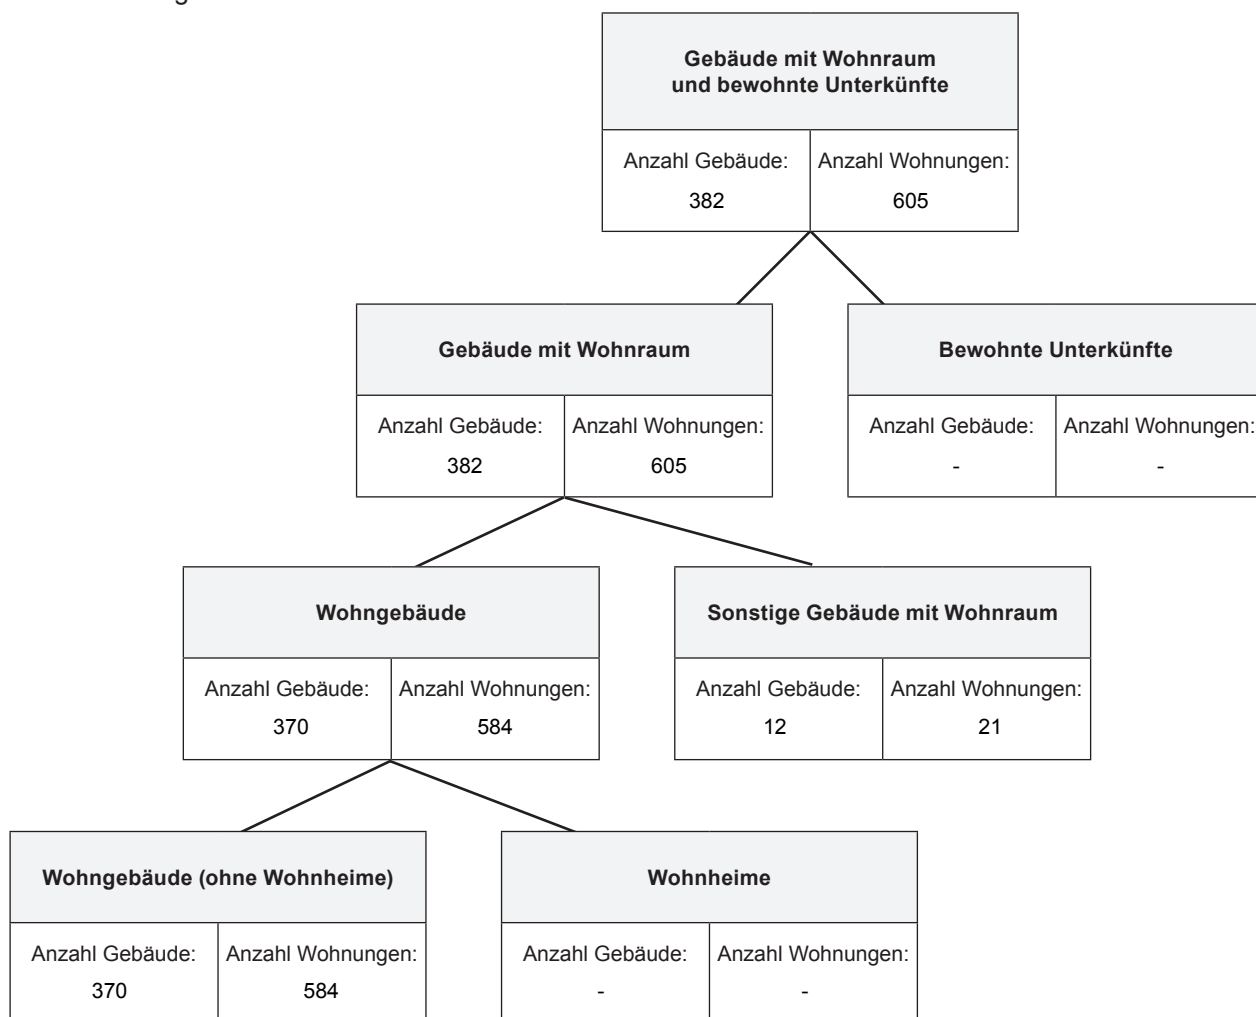 Gebäude mit Wohnraum
und bewohnte Unterkünfte
Anzahl Gebäude: Anzahl Wohnungen:
382 605
Gebäude mit Wohnraum
Anzahl Gebäude: Anzahl Wohnungen:
382 605
Bewohnte Unterkünfte
Anzahl Gebäude: Anzahl Wohnungen:
- -
Wohngebäude
Anzahl Gebäude: Anzahl Wohnungen:
370 584
Sonstige Gebäude mit Wohnraum
Anzahl Gebäude: Anzahl Wohnungen:
12 21
Wohngebäude (ohne Wohnheime)
Anzahl Gebäude: Anzahl Wohnungen:
370 584
Wohnheime
Anzahl Gebäude: Anzahl Wohnungen:
- -